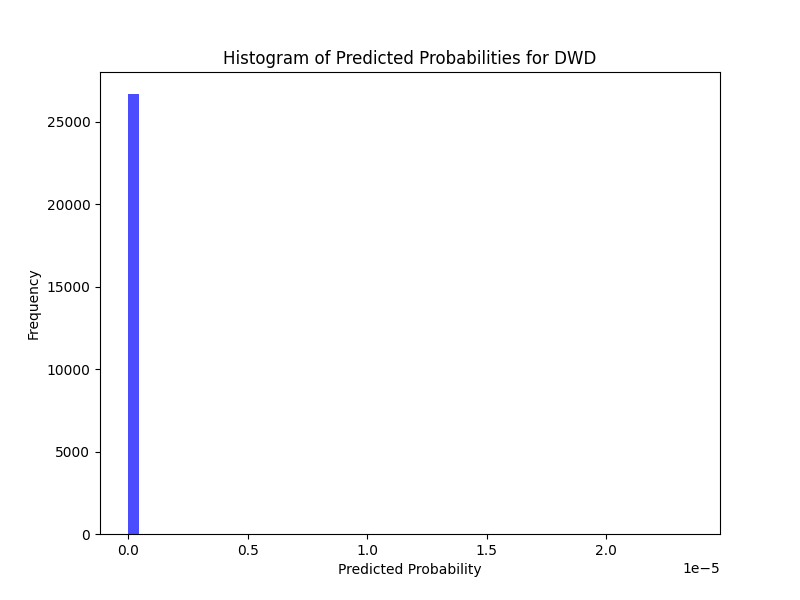 Histogram of Predicted Probabilities for DWD
Frequency
25000
20000
15000
10000
5000
0
0.0 0.5 1.0 1.5 2.0
1e−5
Predicted Probability